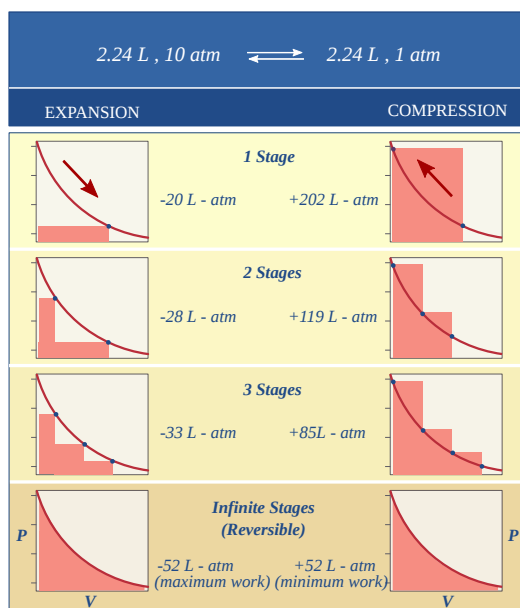 2.24 L , 10 atm ⇌ 2.24 L , 1 atm
EXPANSION COMPRESSION
1 Stage
-20 L - atm +202 L - atm
2 Stages
-28 L - atm +119 L - atm
3 Stages
-33 L - atm +85L- atm
Infinite Stages
(Reversible)
P P
-52 L - atm +52 L - atm
(maximum work) (minimum work)
V V